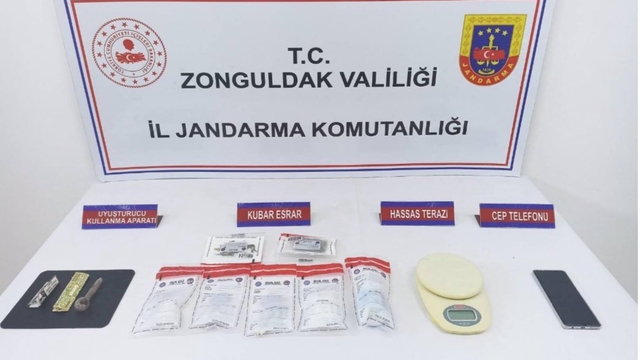 T.C.
ZONGULDAK VALİLİĞİ
İL JANDARMA KOMUTANLIĞI
JANDARMA
UYUŞTURUCU
KULLANMA APARATI
KUBAR ESRAR
HASSAS TERAZİ
CEP TELEFONU